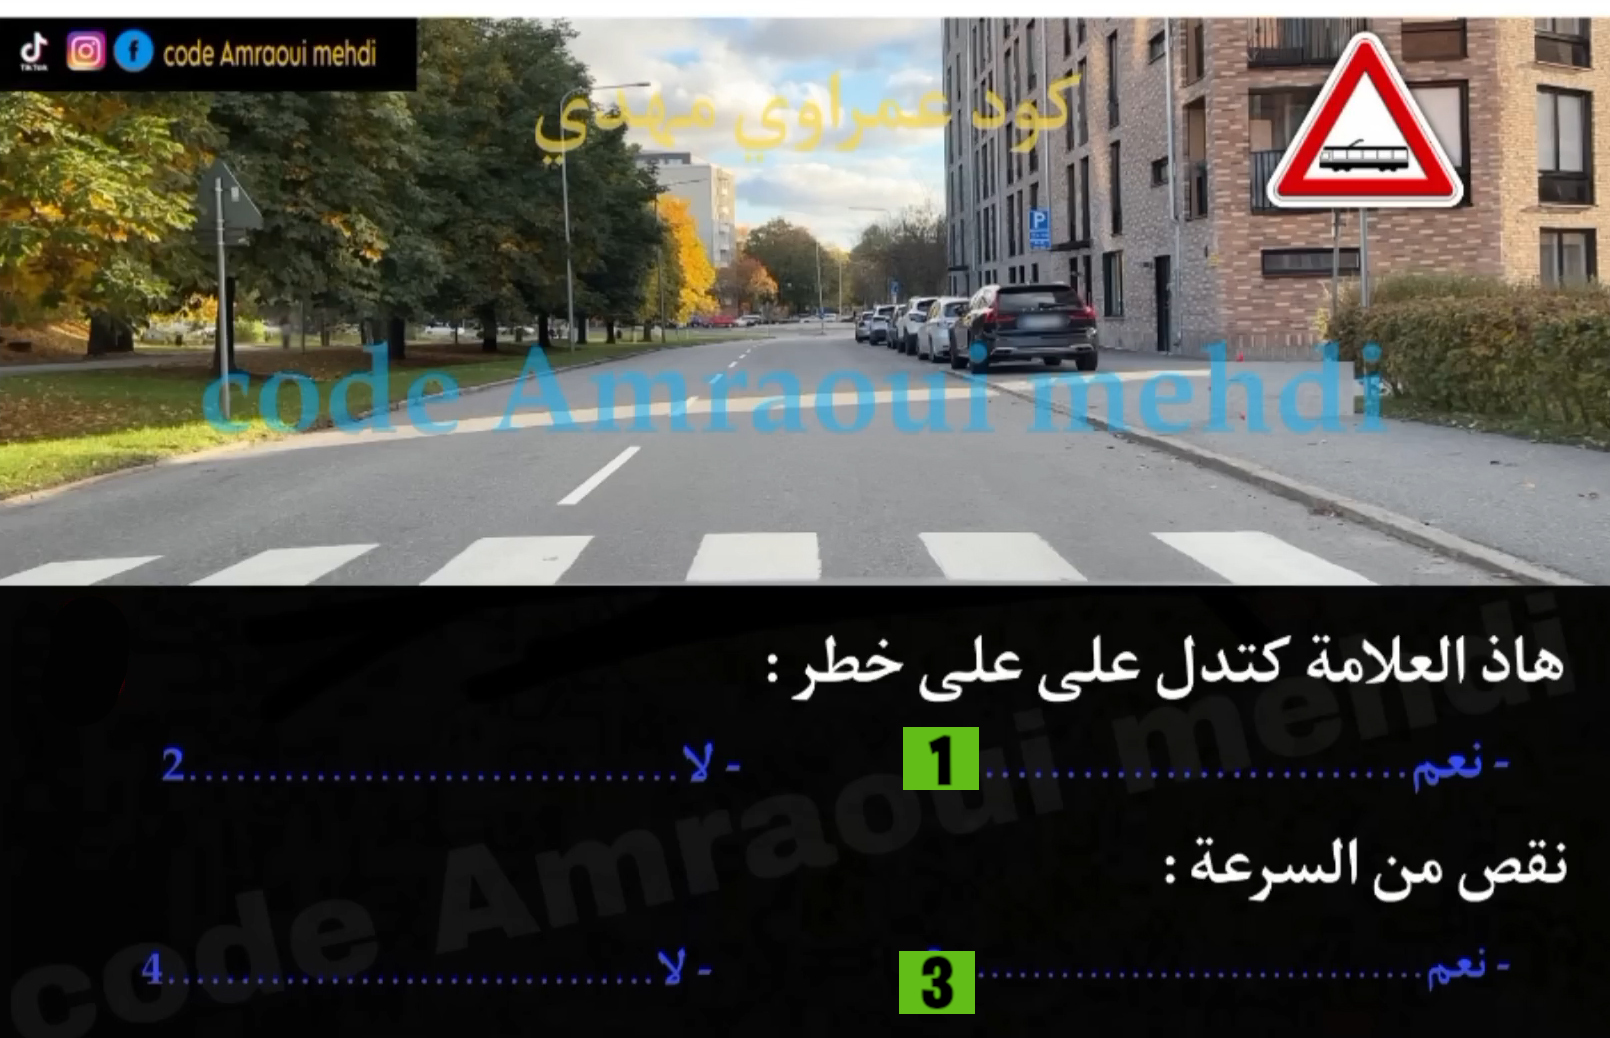 code Amraoui mehdi
كود عمراوي مهدي
P
code Amraoui mehdi
هاذ العلامة كتدل على على خطر :
- نعم............................1 - لا...............................2
نقص من السرعة :
- نعم............................3 - لا...............................4
code Amraoui mehdi